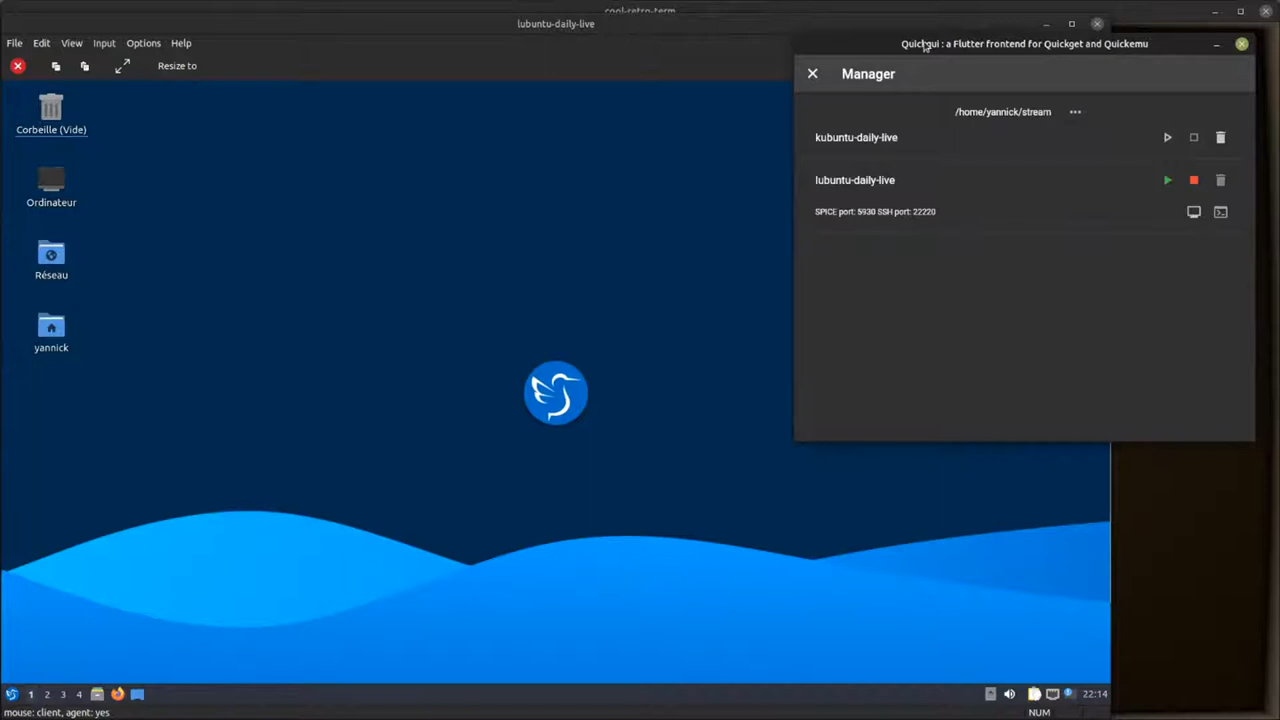 cool-retro-term
lubuntu-daily-live
File Edit View Input Options Help
Resize to
Quickgui : a Flutter frontend for Quickget and Quickemu
Manager
/home/yannick/stream
kubuntu-daily-live
lubuntu-daily-live
SPICE port: 5930 SSH port: 22220
Corbeille (Vide)
Ordinateur
Réseau
yannick
1 2 3 4
22:14
mouse: client, agent: yes
NUM